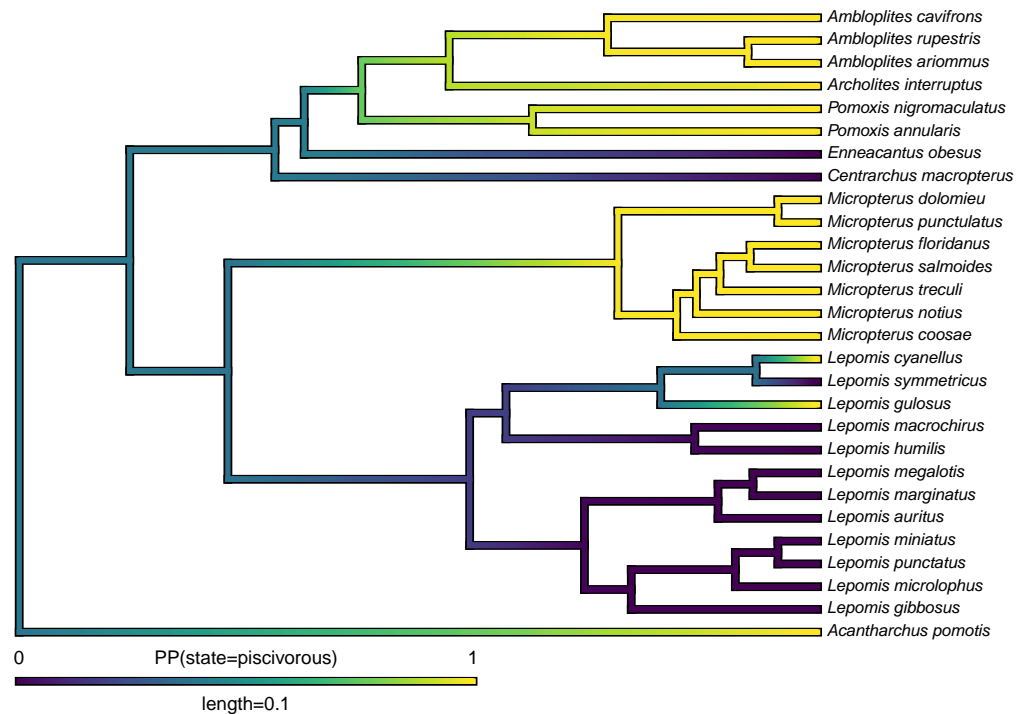 Ambloplites cavifrons
Ambloplites rupestris
Ambloplites ariommus
Archolites interruptus
Pomoxis nigromaculatus
Pomoxis annularis
Enneacantus obesus
Centrarchus macropterus
Micropterus dolomieu
Micropterus punctulatus
Micropterus floridanus
Micropterus salmoides
Micropterus treculi
Micropterus notius
Micropterus coosae
Lepomis cyanellus
Lepomis symmetricus
Lepomis gulosus
Lepomis macrochirus
Lepomis humilis
Lepomis megalotis
Lepomis marginatus
Lepomis auritus
Lepomis miniatus
Lepomis punctatus
Lepomis microlophus
Lepomis gibbosus
Acantharchus pomotis
0 PP(state=piscivorous) 1
length=0.1